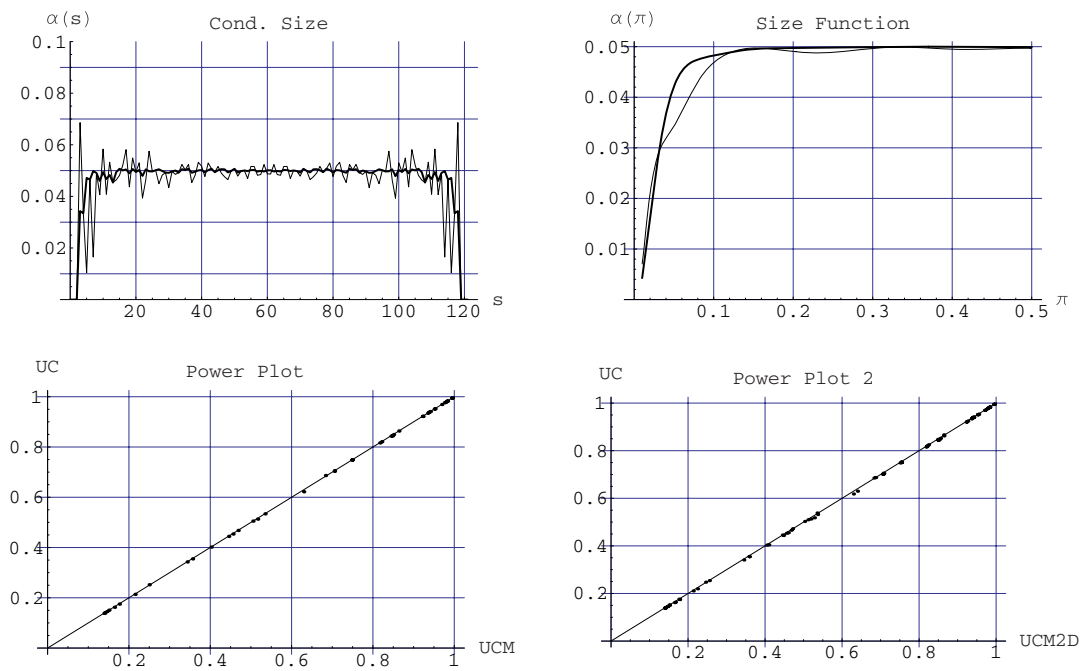 α(s)
Cond. Size
0.1
0.08
0.06
0.04
0.02
20 40 60 80 100 120
s
α(π)
Size Function
0.05
0.04
0.03
0.02
0.01
0.1 0.2 0.3 0.4 0.5
π
UC
Power Plot
1
0.8
0.6
0.4
0.2
0.2 0.4 0.6 0.8 1
UCM
UC
Power Plot 2
1
0.8
0.6
0.4
0.2
0.2 0.4 0.6 0.8 1
UCM2D